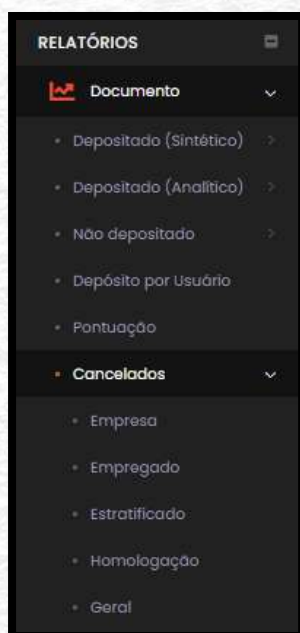 RELATÓRIOS
Documento
Depositado (Sintético)
Depositado (Analítico)
Não depositado
Depósito por Usuário
Pontuação
Cancelados
Empresa
Empregado
Estratificado
Homologação
Geral